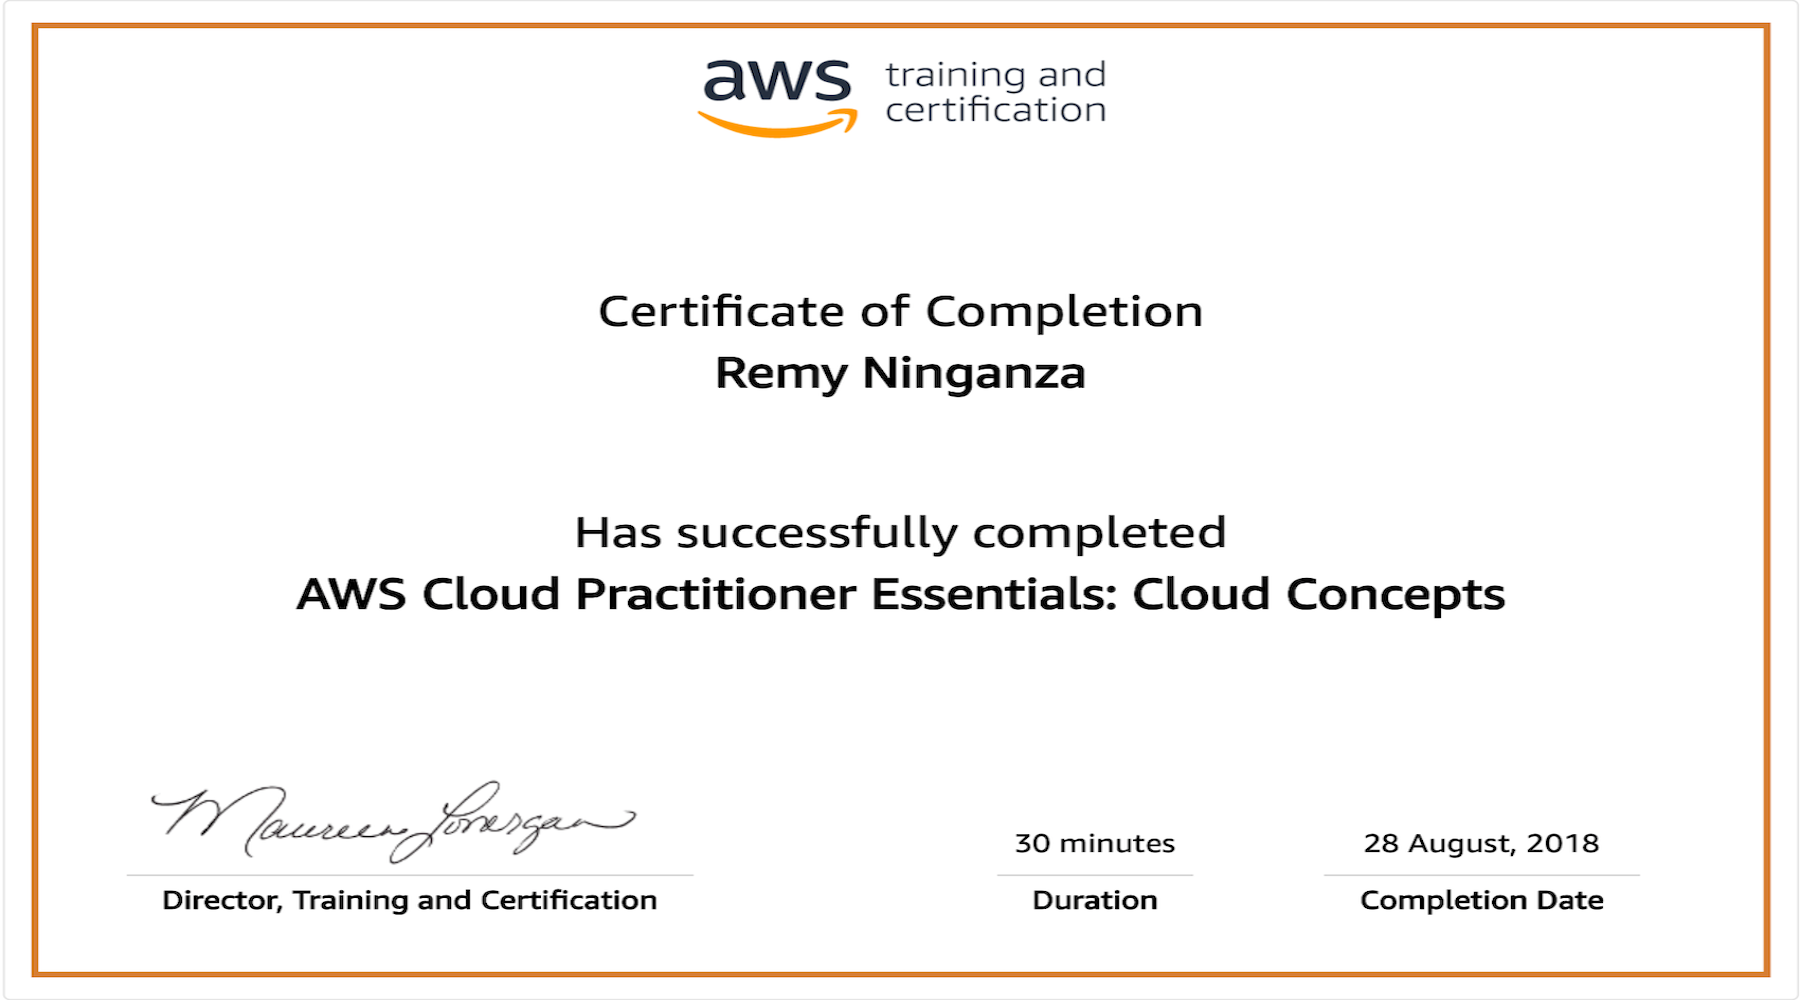 aws training and
certification
Certificate of Completion
Remy Ninganza
Has successfully completed
AWS Cloud Practitioner Essentials: Cloud Concepts
Maureen Lonergan
Director, Training and Certification
30 minutes
Duration
28 August, 2018
Completion Date